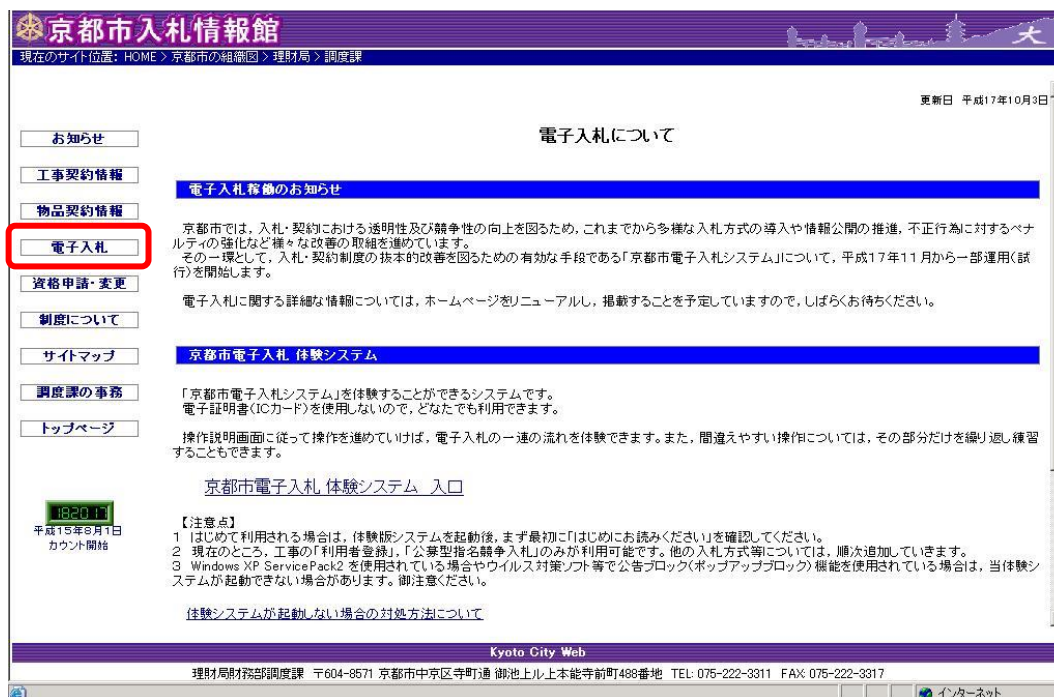 京都市入札情報館
大
現在のサイト位置: HOME > 京都市の組織図 > 理財局 > 調度課
更新日 平成17年10月3日
お知らせ
工事契約情報
物品契約情報
電子入札
資格申請・変更
制度について
サイトマップ
調度課の事務
トップページ
182011
平成15年8月1日
カウント開始
電子入札について
電子入札稼働のお知らせ
京都市では，入札・契約における透明性及び競争性の向上を図るため，これまでから多様な入札方式の導入や情報公開の推進，不正行為に対するペナ
ルティの強化など様々な改善の取組を進めています。
その一環として，入札・契約制度の抜本的改善を図るための有効な手段である「京都市電子入札システム」について，平成17年11月から一部運用(試
行)を開始します。
電子入札に関する詳細な情報については，ホームページをリニューアルし，掲載することを予定していますので，しばらくお待ちください。
京都市電子入札 体験システム
「京都市電子入札システム」を体験することができるシステムです。
電子証明書(ICカード)を使用しないので，どなたでも利用できます。
操作説明画面に従って操作を進めていけば，電子入札の一連の流れを体験できます。また，間違えやすい操作については，その部分だけを繰り返し練習
することもできます。
京都市電子入札 体験システム 入口
【注意点】
1 はじめて利用される場合は，体験版システムを起動後，まず最初に「はじめにお読みください」を確認してください。
2 現在のところ，工事の「利用者登録」，「公募型指名競争入札」のみが利用可能です。他の入札方式等については，順次追加していきます。
3 Windows XP ServicePack2 を使用されている場合やウイルス対策ソフト等で広告ブロック(ポップアップブロック)機能を使用されている場合は，当体験シ
ステムが起動できない場合があります。御注意ください。
体験システムが起動しない場合の対処方法について
Kyoto City Web
理財局財務部調度課 〒604-8571 京都市中京区寺町通御池上ル上本能寺前町488番地 TEL: 075-222-3311 FAX: 075-222-3317
インターネット